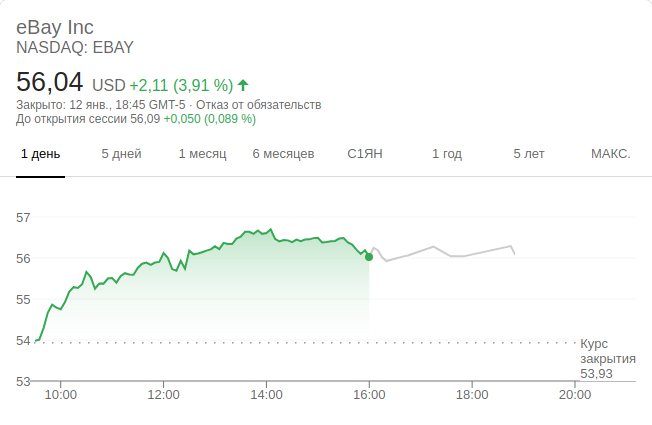 eBay Inc
NASDAQ: EBAY
56,04 USD +2,11 (3,91 %)
Закрыто: 12 янв., 18:45 GMT-5 · Отказ от обязательств
До открытия сессии 56,09 +0,050 (0,089 %)
1 день 5 дней 1 месяц 6 месяцев С1ЯН 1 год 5 лет МАКС.
57
56
55
54
Курс
закрытия
53,93
53
10:00 12:00 14:00 16:00 18:00 20:00